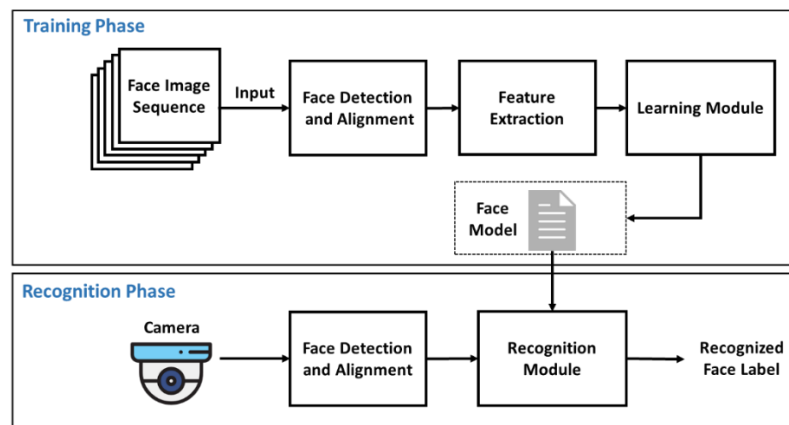 Training Phase
Face Image
Sequence
Input
Face Detection
and Alignment
Feature
Extraction
Learning Module
Face
Model
Recognition Phase
Camera
Face Detection
and Alignment
Recognition
Module
Recognized
Face Label